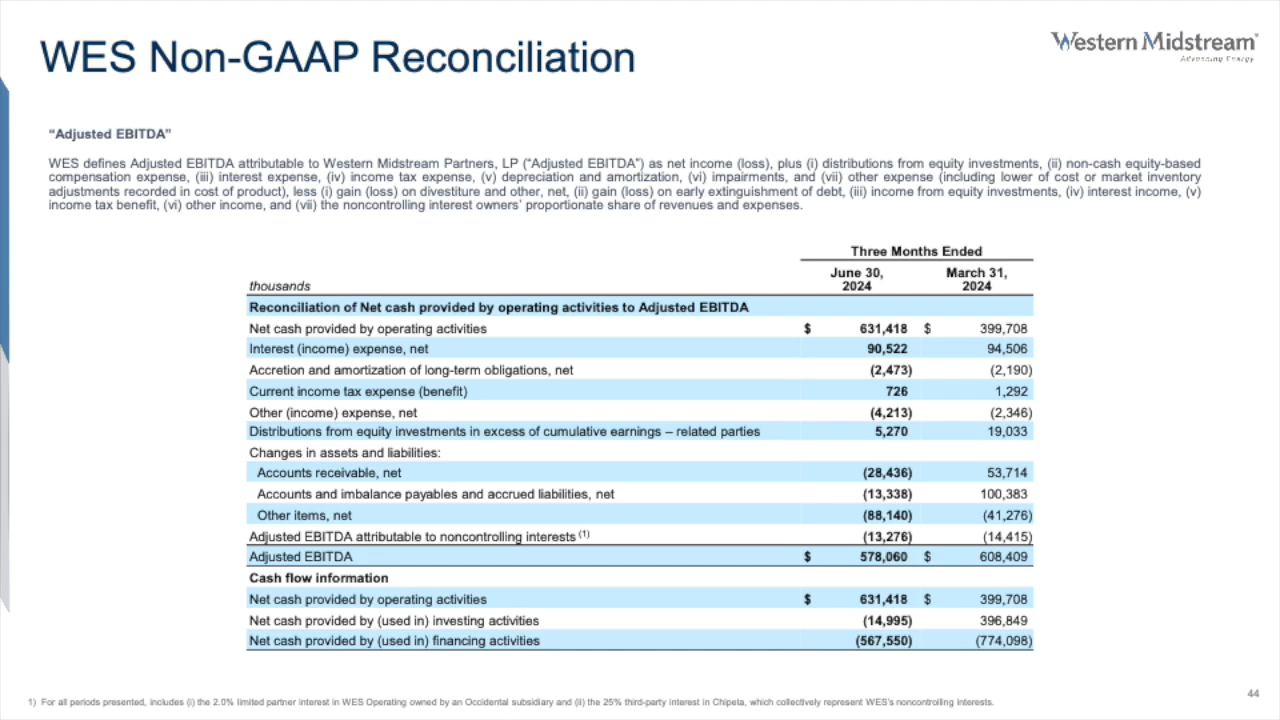 WES Non-GAAP Reconciliation
Western Midstream
Advancing Energy
“Adjusted EBITDA”
WES defines Adjusted EBITDA attributable to Western Midstream Partners, LP (“Adjusted EBITDA”) as net income (loss), plus (i) distributions from equity investments, (ii) non-cash equity-based
compensation expense, (iii) interest expense, (iv) income tax expense, (v) depreciation and amortization, (vi) impairments, and (vii) other expense (including lower of cost or market inventory
adjustments recorded in cost of product), less (i) gain (loss) on divestiture and other, net, (ii) gain (loss) on early extinguishment of debt, (iii) income from equity investments, (iv) interest income, (v)
income tax benefit, (vi) other income, and (vii) the noncontrolling interest owners’ proportionate share of revenues and expenses.
Three Months Ended
thousands June 30, 2024 March 31, 2024
Reconciliation of Net cash provided by operating activities to Adjusted EBITDA
Net cash provided by operating activities $ 631,418 $ 399,708
Interest (income) expense, net 90,522 94,506
Accretion and amortization of long-term obligations, net (2,473) (2,190)
Current income tax expense (benefit) 726 1,292
Other (income) expense, net (4,213) (2,346)
Distributions from equity investments in excess of cumulative earnings – related parties 5,270 19,033
Changes in assets and liabilities:
Accounts receivable, net (28,436) 53,714
Accounts and imbalance payables and accrued liabilities, net (13,338) 100,383
Other items, net (88,140) (41,276)
Adjusted EBITDA attributable to noncontrolling interests (1) (13,276) (14,415)
Adjusted EBITDA $ 578,060 $ 608,409
Cash flow information
Net cash provided by operating activities $ 631,418 $ 399,708
Net cash provided by (used in) investing activities (14,995) 396,849
Net cash provided by (used in) financing activities (567,550) (774,098)
1) For all periods presented, includes (i) the 2.0% limited partner interest in WES Operating owned by an Occidental subsidiary and (ii) the 25% third-party interest in Chipeta, which collectively represent WES's noncontrolling interests.
44